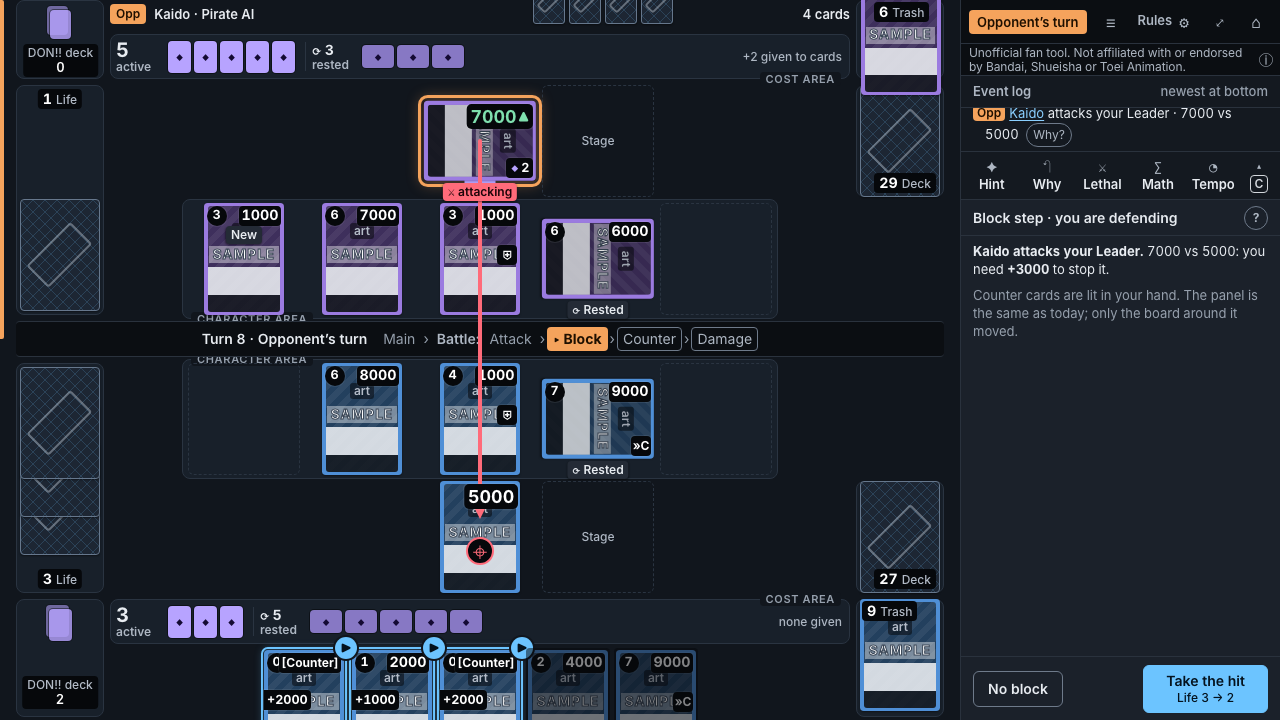 Opp Kaido · Pirate AI
4 cards
DON!! deck
0
5
active
3
rested
+2 given to cards
COST AREA
6 Trash
SAMPLE
1 Life
7000
SAMPLE
art
2
attacking
Stage
29 Deck
3
1000
New
SAMPLE
6
7000
art
SAMPLE
3
1000
art
SAMPLE
6
6000
SAMPLE
art
Rested
CHARACTER AREA
Turn 8 · Opponent’s turn
Main › Battle: Attack › Block › Counter › Damage
CHARACTER AREA
6
8000
art
SAMPLE
4
1000
art
SAMPLE
7
9000
SAMPLE
art
»C
Rested
5000
art
SAMPLE
Stage
3 Life
27 Deck
COST AREA
3
active
5
rested
none given
9 Trash
art
SAMPLE
DON!! deck
2
0 [Counter]
art
+2000
1
2000
art
+1000
0 [Counter]
art
+2000
2
4000
art
SAMPLE
7
9000
art
»C
Opponent’s turn
Rules
Unofficial fan tool. Not affiliated with or endorsed
by Bandai, Shueisha or Toei Animation.
Event log
newest at bottom
Opp Kaido attacks your Leader · 7000 vs
5000 Why?
Hint
Why
Lethal
Math
Tempo
C
Block step · you are defending
?
Kaido attacks your Leader. 7000 vs 5000: you
need +3000 to stop it.
Counter cards are lit in your hand. The panel is
the same as today; only the board around it
moved.
No block
Take the hit
Life 3 → 2